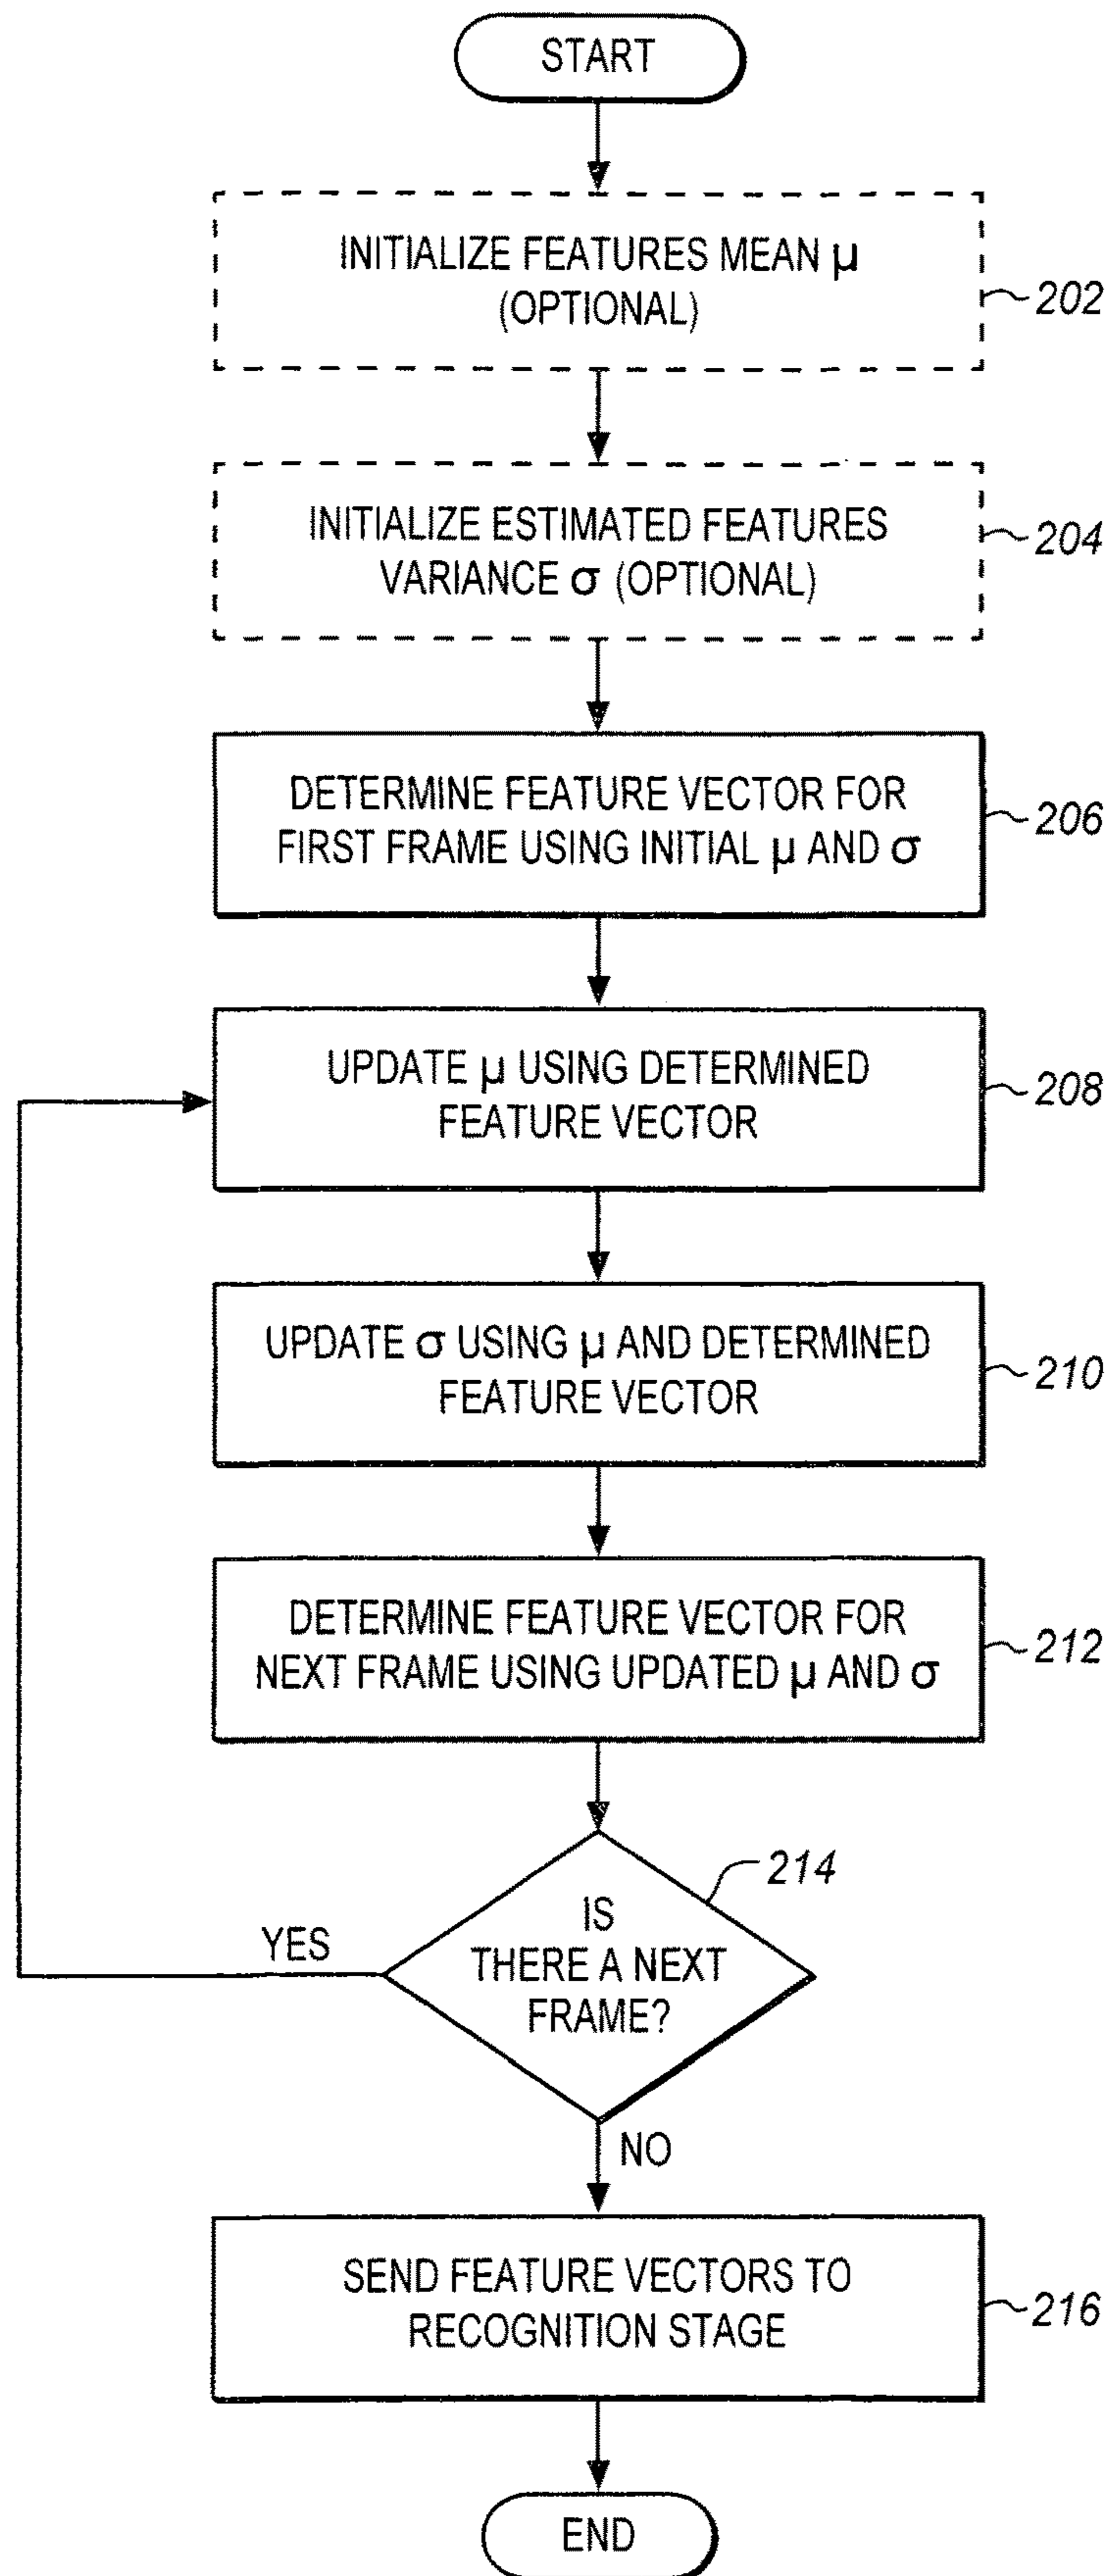 START
INITIALIZE FEATURES MEAN μ
(OPTIONAL)
202
INITIALIZE ESTIMATED FEATURES
VARIANCE σ (OPTIONAL)
204
DETERMINE FEATURE VECTOR FOR
FIRST FRAME USING INITIAL μ AND σ
206
UPDATE μ USING DETERMINED
FEATURE VECTOR
208
UPDATE σ USING μ AND DETERMINED
FEATURE VECTOR
210
DETERMINE FEATURE VECTOR FOR
NEXT FRAME USING UPDATED μ AND σ
212
214
IS
THERE A NEXT
FRAME?
YES
NO
SEND FEATURE VECTORS TO
RECOGNITION STAGE
216
END